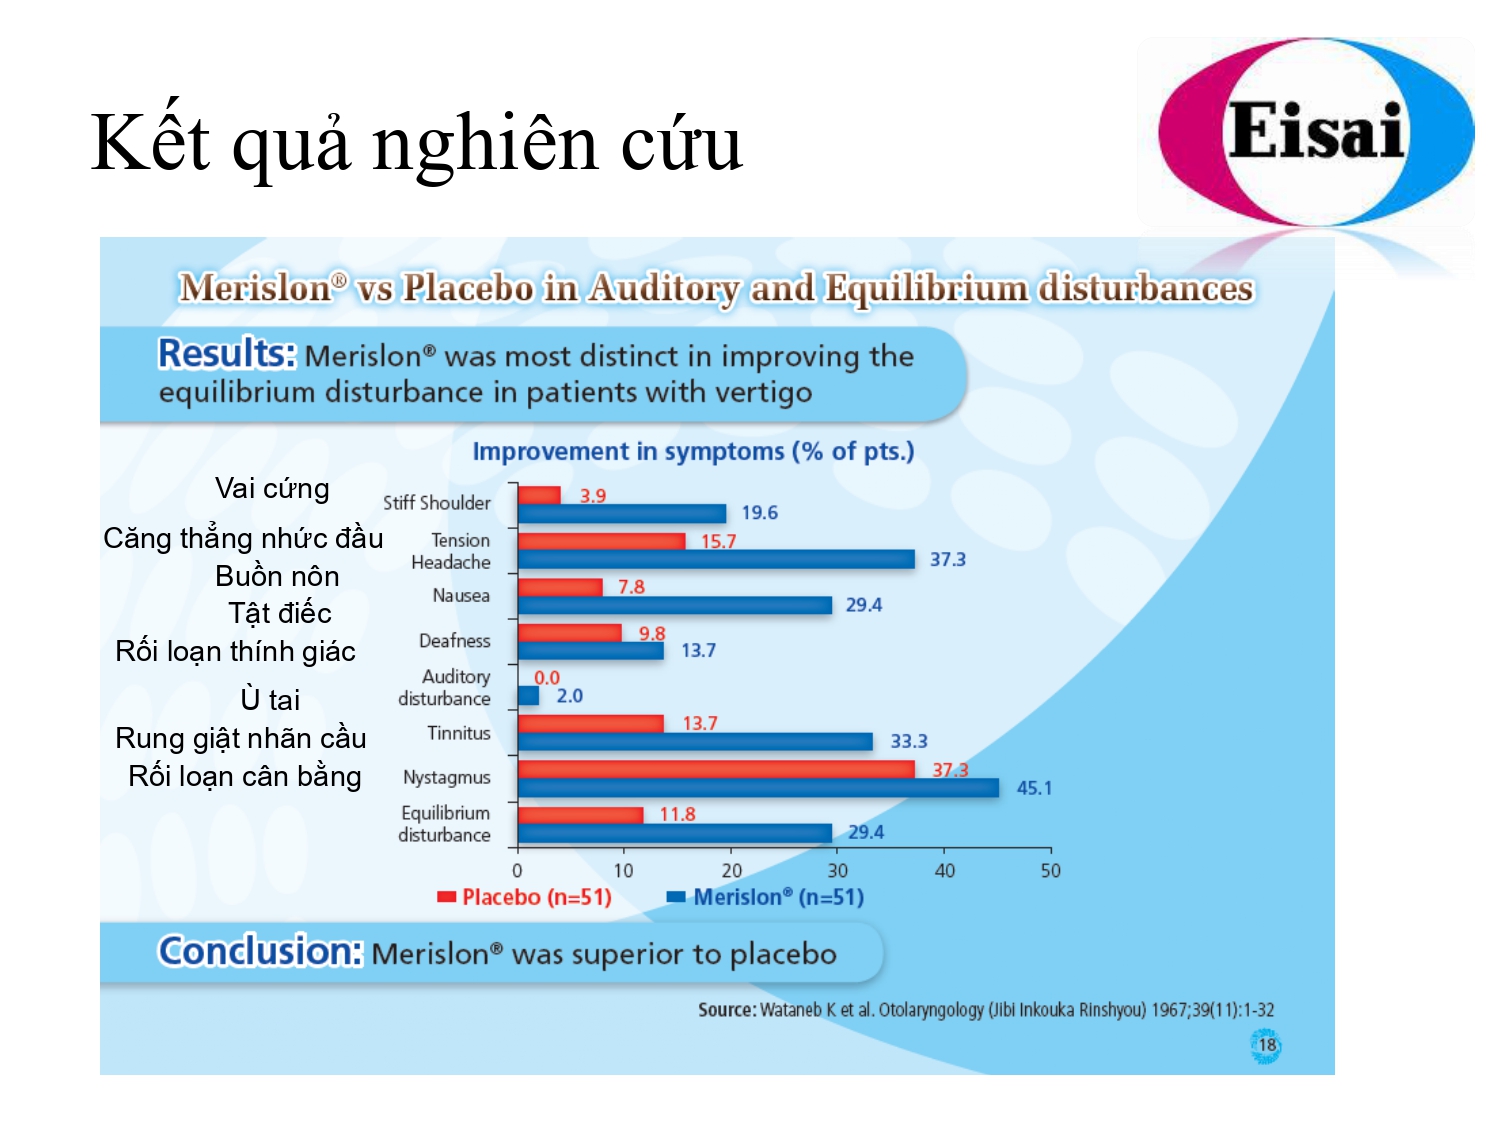 Kết quả nghiên cứu
Eisai
Merislon® vs Placebo in Auditory and Equilibrium disturbances
Results: Merislon® was most distinct in improving the
equilibrium disturbance in patients with vertigo
Improvement in symptoms (% of pts.)
Vai cứng
Stiff Shoulder
3.9
19.6
Căng thẳng nhức đầu
Tension
Headache
15.7
37.3
Buồn nôn
Nausea
7.8
29.4
Tật điếc
Deafness
9.8
13.7
Rối loạn thính giác
Auditory
disturbance
0.0
2.0
Ù tai
Tinnitus
13.7
33.3
Rung giật nhãn cầu
Nystagmus
37.3
45.1
Rối loạn cân bằng
Equilibrium
disturbance
11.8
29.4
0 10 20 30 40 50
Placebo (n=51) Merislon® (n=51)
Conclusion: Merislon® was superior to placebo
Source: Wataneb K et al. Otolaryngology (Jibi Inkouka Rinshyou) 1967;39(11):1-32
18